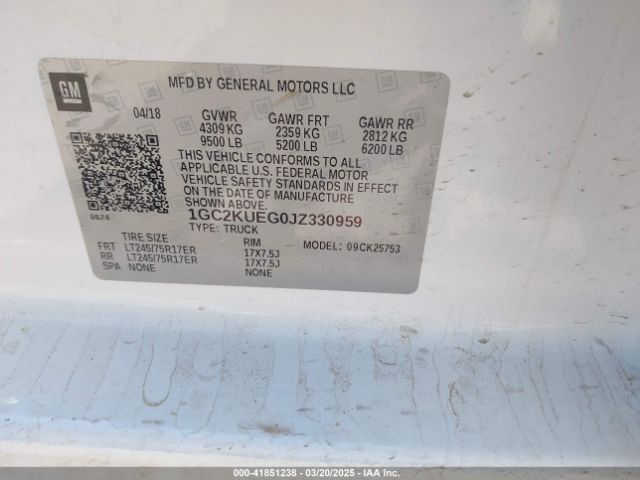 GM
MFD BY GENERAL MOTORS LLC
04/18 GVWR GAWR FRT GAWR RR
4309 KG 2359 KG 2812 KG
9500 LB 5200 LB 6200 LB
THIS VEHICLE CONFORMS TO ALL
APPLICABLE U.S. FEDERAL MOTOR
VEHICLE SAFETY STANDARDS IN EFFECT
ON THE DATE OF MANUFACTURE
SHOWN ABOVE.
6624 1GC2KUEG0JZ330959
TYPE: TRUCK
TIRE SIZE RIM MODEL: 09CK25753
FRT LT245/75R17ER 17X7.5J
RR LT245/75R17ER 17X7.5J
SPA NONE NONE
000-41851238 - 03/20/2025 - IAA Inc.